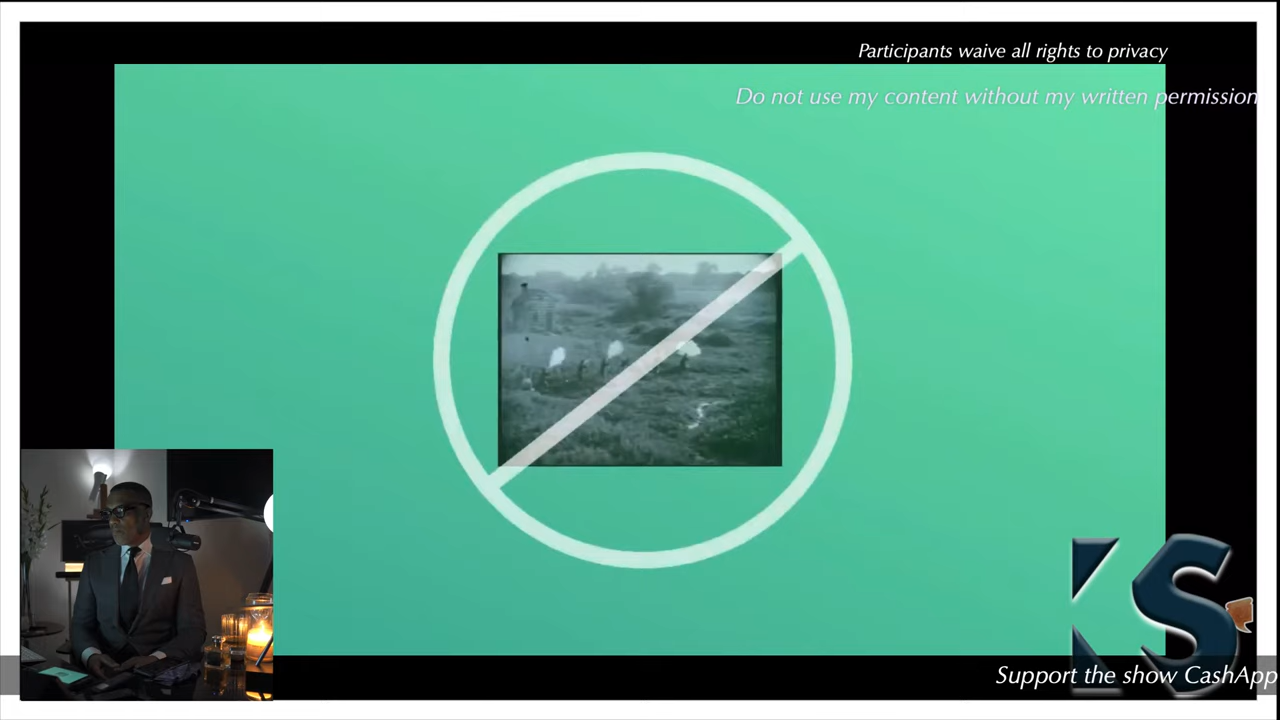 Participants waive all rights to privacy
Do not use my content without my written permission
KS
Support the show CashApp